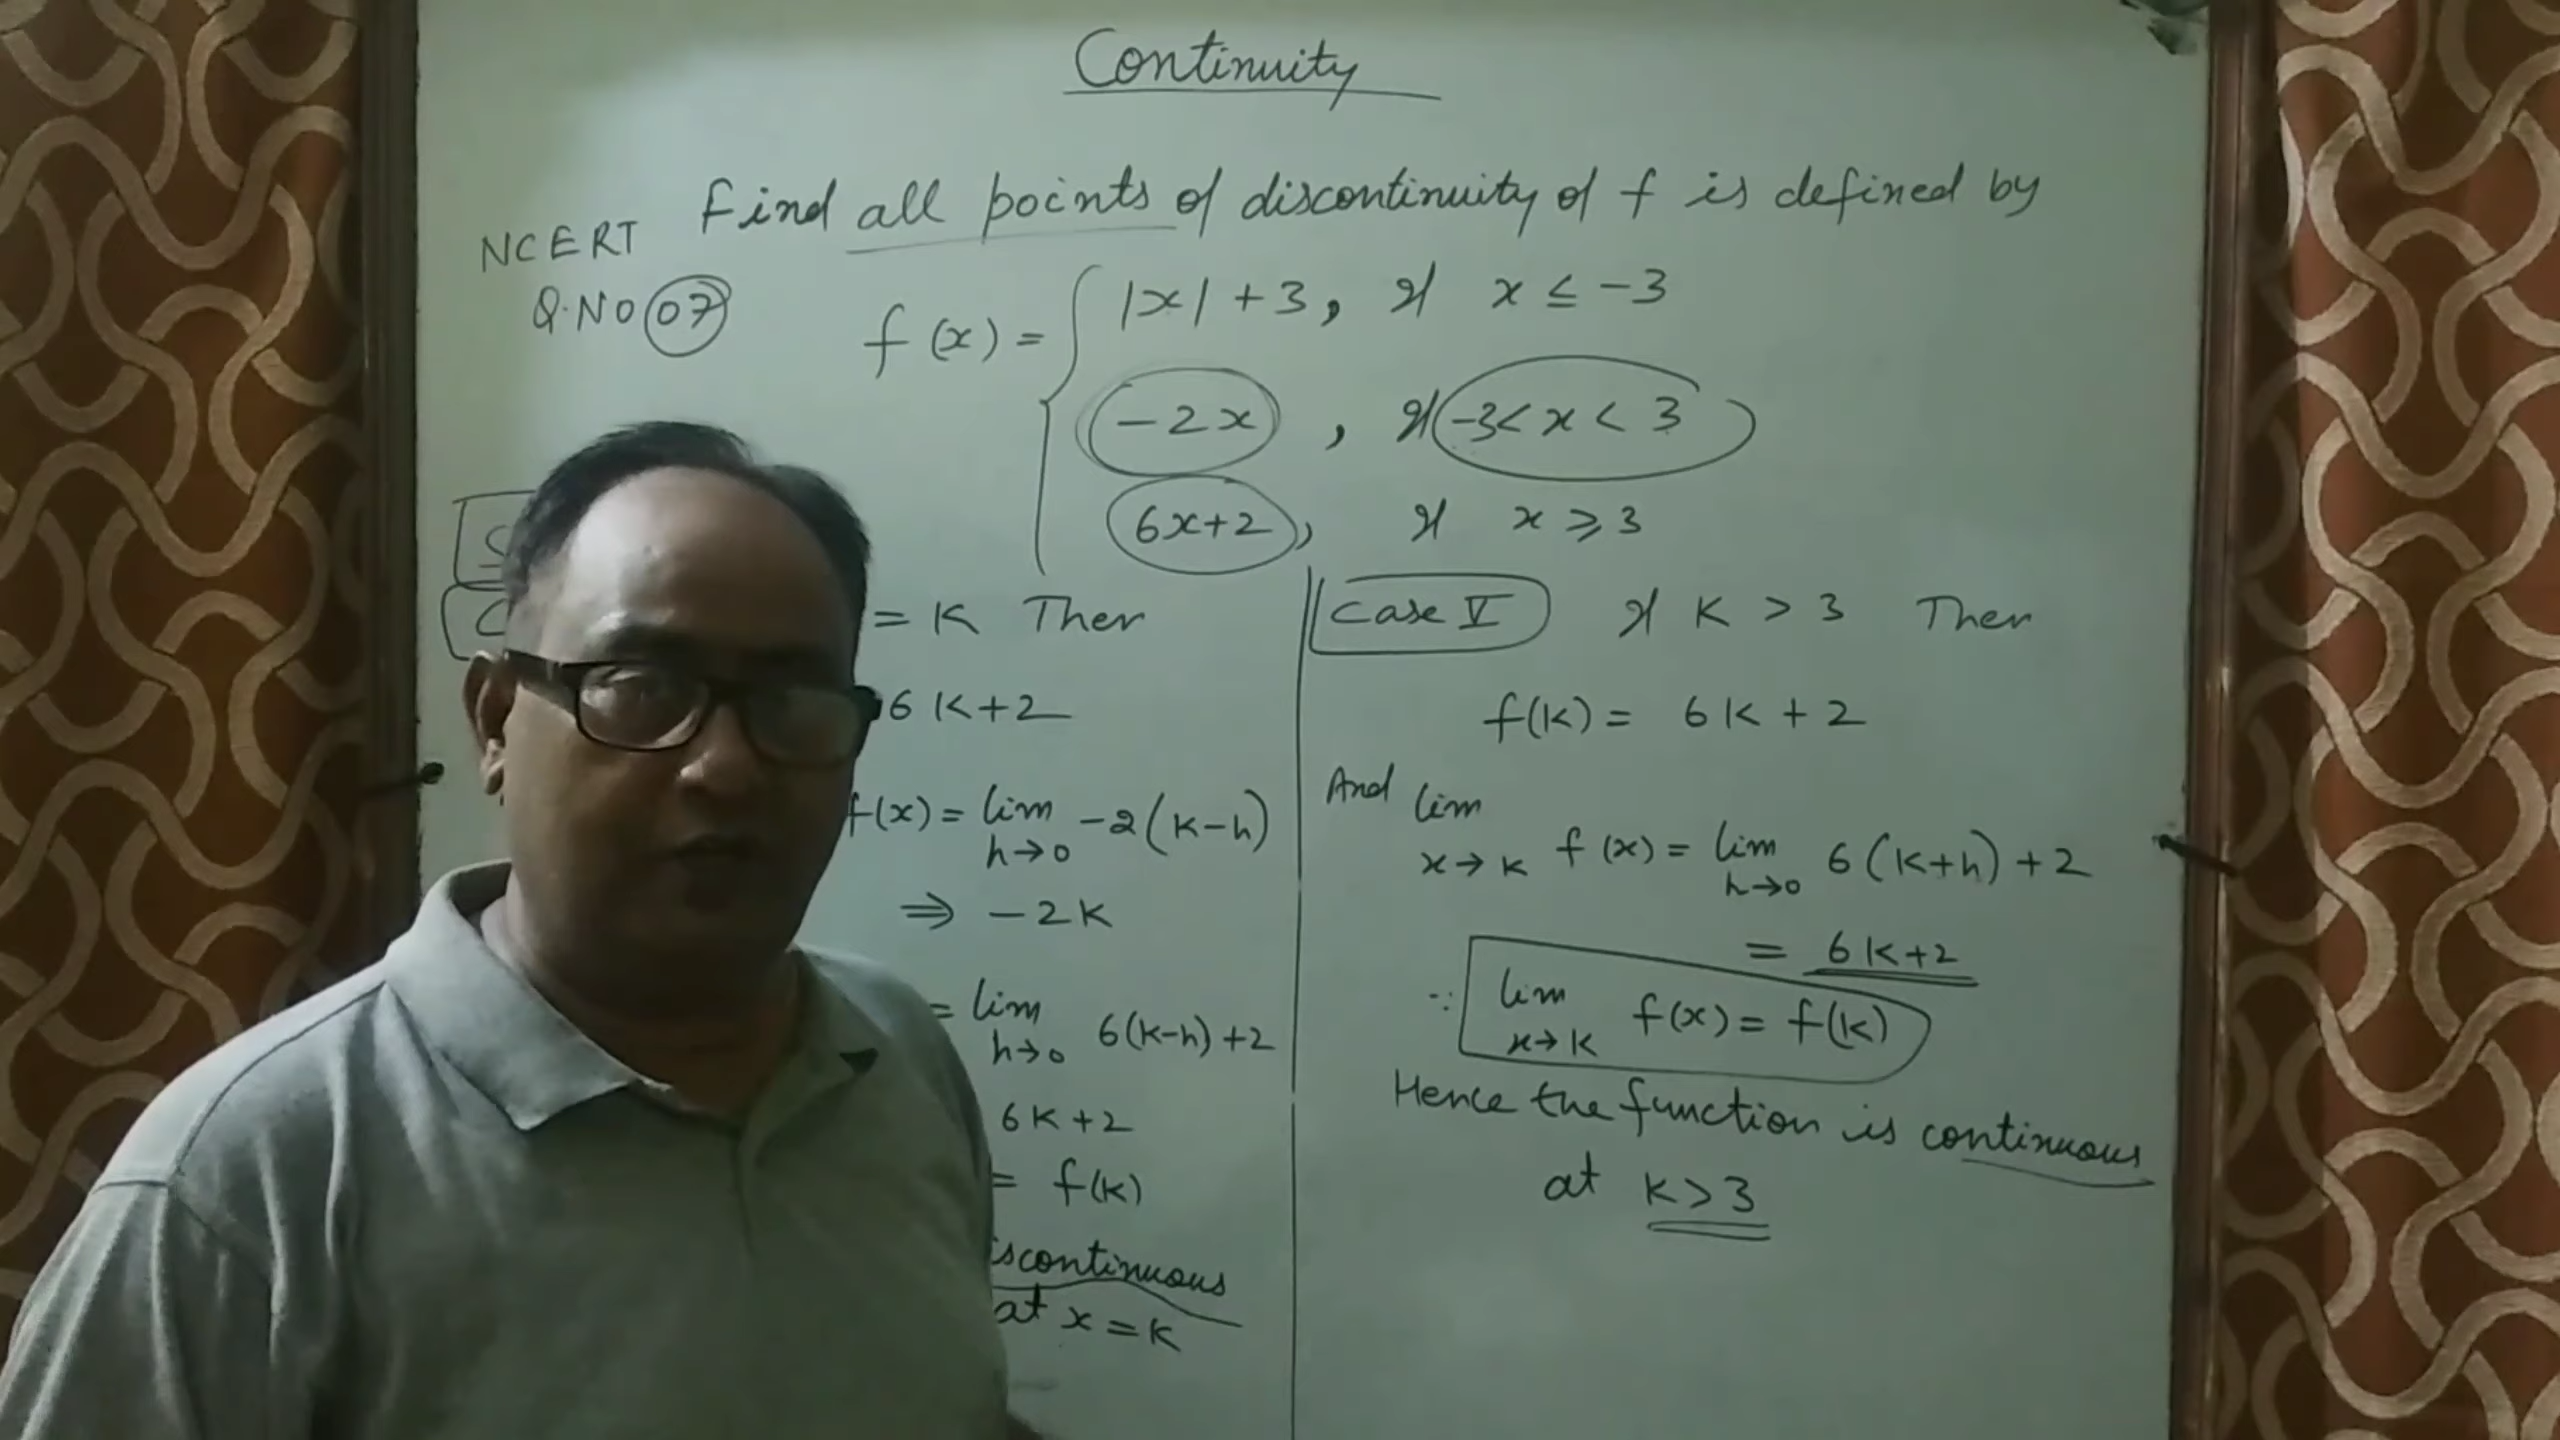 Continuity
Find all points of discontinuity of f is defined by
NCERT
Q.NO 07
f(x) = { |x| + 3, If x ≤ -3
-2x , If -3 < x < 3
6x+2, If x ≥ 3
= K Then
6K+2
f(x) = lim h→0 -2(K-h)
⇒ -2K
= lim h→0 6(K-h)+2
6K+2
= f(K)
iscontinuous
at x = K
Case V If K > 3 Then
f(K) = 6K + 2
And lim x→K f(x) = lim h→0 6(K+h)+2
= 6K+2
∵ lim x→K f(x) = f(K)
Hence the function is continuous
at K>3